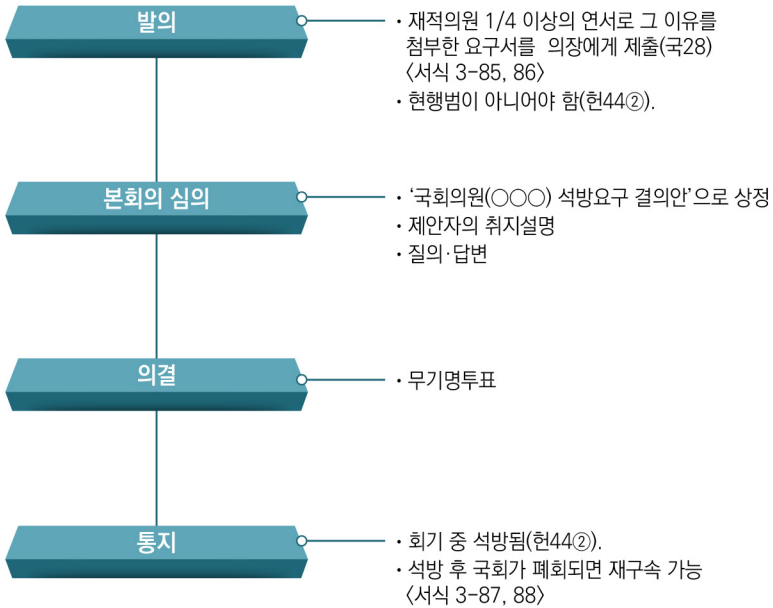 발의
· 재적의원 1/4 이상의 연서로 그 이유를
첨부한 요구서를 의장에게 제출(국28)
〈서식 3-85, 86〉
· 현행범이 아니어야 함(헌44②).
본회의 심의
· ‘국회의원(○○○) 석방요구 결의안’으로 상정
· 제안자의 취지설명
· 질의·답변
의결
· 무기명투표
통지
· 회기 중 석방됨(헌44②).
· 석방 후 국회가 폐회되면 재구속 가능
〈서식 3-87, 88〉